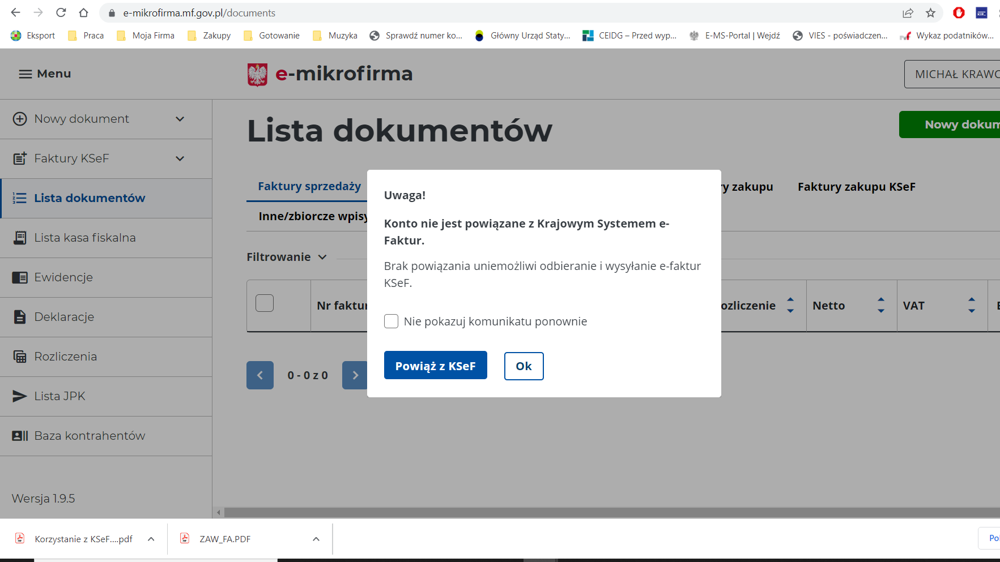 e-mikrofirma.mf.gov.pl/documents
Eksport Praca Moja Firma Zakupy Gotowanie Muzyka Sprawdź numer ko... Główny Urząd Staty... CEIDG – Przed wyp... E-MS-Portal | Wejdź VIES - poświadczen... Wykaz podatników...
Menu
e-mikrofirma
MICHAŁ KRAWC
Nowy dokument
Faktury KSeF
Lista dokumentów
Lista kasa fiskalna
Ewidencje
Deklaracje
Rozliczenia
Lista JPK
Baza kontrahentów
Wersja 1.9.5
Lista dokumentów
Nowy dokum
Faktury sprzedaży
ry zakupu
Faktury zakupu KSeF
Inne/zbiorcze wpisy
Filtrowanie
Nr faktur
ozliczenie
Netto
VAT
0 - 0 z 0
Uwaga!
Konto nie jest powiązane z Krajowym Systemem e-
Faktur.
Brak powiązania uniemożliwi odbieranie i wysyłanie e-faktur
KSeF.
Nie pokazuj komunikatu ponownie
Powiąż z KSeF
Ok
Korzystanie z KSeF....pdf
ZAW_FA.PDF